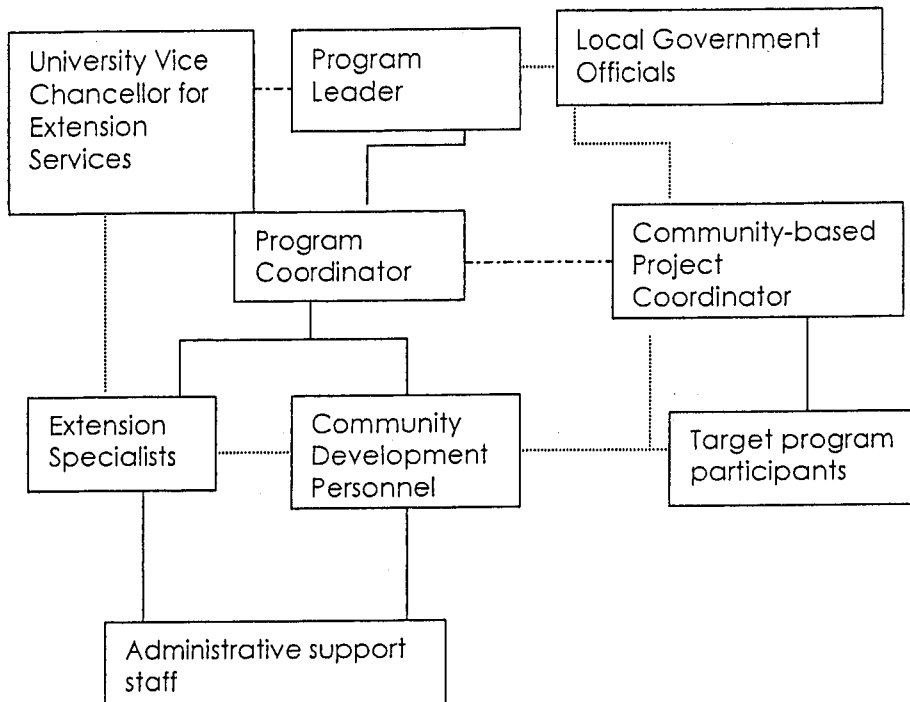 University Vice
Chancellor for
Extension
Services
Program
Leader
Local Government
Officials
Program
Coordinator
Community-based
Project
Coordinator
Extension
Specialists
Community
Development
Personnel
Target program
participants
Administrative support
staff